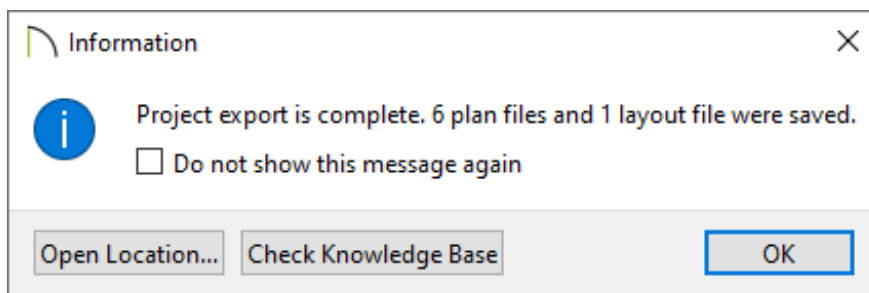 Information
Project export is complete. 6 plan files and 1 layout file were saved.
Do not show this message again
Open Location... Check Knowledge Base OK